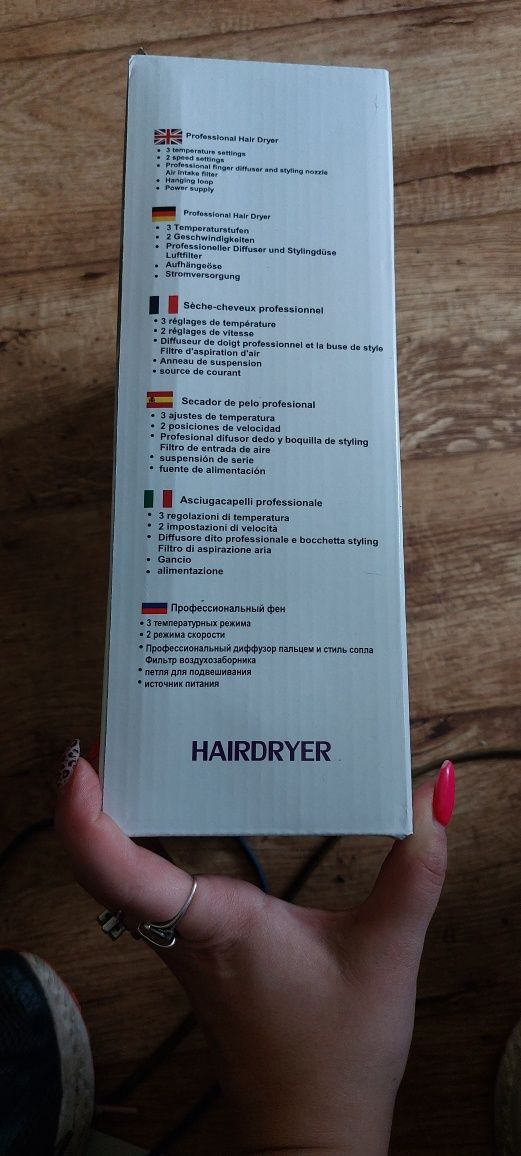 Professional Hair Dryer
• 3 temperature settings
• 2 speed settings
• Professional finger diffuser and styling nozzle
Air intake filter
• Hanging loop
• Power supply
Professional Hair Dryer
• 3 Temperaturstufen
• 2 Geschwindigkeiten
• Professioneller Diffuser und Stylingdüse
Luftfilter
• Aufhängeöse
• Stromversorgung
Sèche-cheveux professionnel
• 3 réglages de température
• 2 réglages de vitesse
• Diffuseur de doigt professionnel et la buse de style
Filtre d'aspiration d'air
• Anneau de suspension
• source de courant
Secador de pelo profesional
• 3 ajustes de temperatura
• 2 posiciones de velocidad
• Profesional difusor dedo y boquilla de styling
Filtro de entrada de aire
• suspensión de serie
• fuente de alimentación
Asciugacapelli professionale
• 3 regolazioni di temperatura
• 2 impostazioni di velocità
• Diffusore dito professionale e bocchetta styling
Filtro di aspirazione aria
• Gancio
• alimentazione
Профессиональный фен
• 3 температурных режима
• 2 режима скорости
• Профессиональный диффузор пальцем и стиль сопла
Фильтр воздухозаборника
• петля для подвешивания
• источник питания
HAIRDRYER